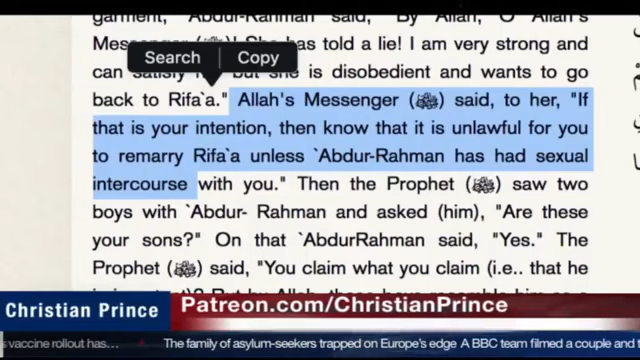 garment, `Abdur-Rahman said, "By Allah, O Allah's
Messenger (ﷺ)! She has told a lie! I am very strong and
can satisfy her but she is disobedient and wants to go
Search Copy
back to Rifa`a." Allah's Messenger (ﷺ) said, to her, "If
that is your intention, then know that it is unlawful for you
to remarry Rifa`a unless `Abdur-Rahman has had sexual
intercourse with you." Then the Prophet (ﷺ) saw two
boys with `Abdur- Rahman and asked (him), "Are these
your sons?" On that `AbdurRahman said, "Yes." The
Prophet (ﷺ) said, "You claim what you claim (i.e.. that he
Christian Prince Patreon.com/ChristianPrince
s vaccine rollout has... The family of asylum-seekers trapped on Europe's edge A BBC team filmed a couple and